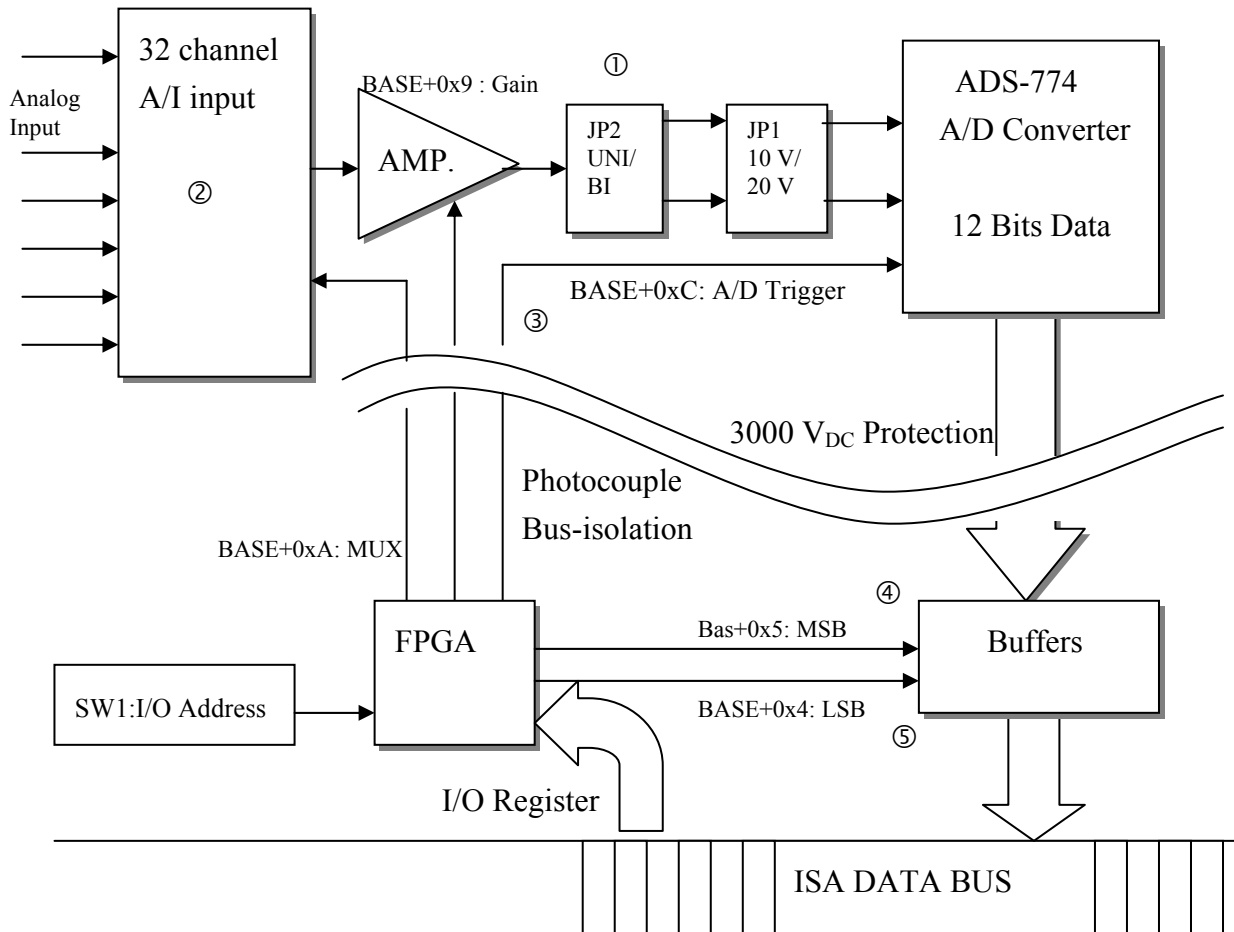 32 channel
A/I input
②
Analog
Input
BASE+0x9 : Gain
AMP.
①
JP2
UNI/
BI
JP1
10 V/
20 V
ADS-774
A/D Converter
12 Bits Data
BASE+0xC: A/D Trigger
③
3000 VDC Protection
Photocouple
Bus-isolation
BASE+0xA: MUX
④
FPGA
Bas+0x5: MSB
Buffers
SW1:I/O Address
BASE+0x4: LSB
⑤
I/O Register
ISA DATA BUS